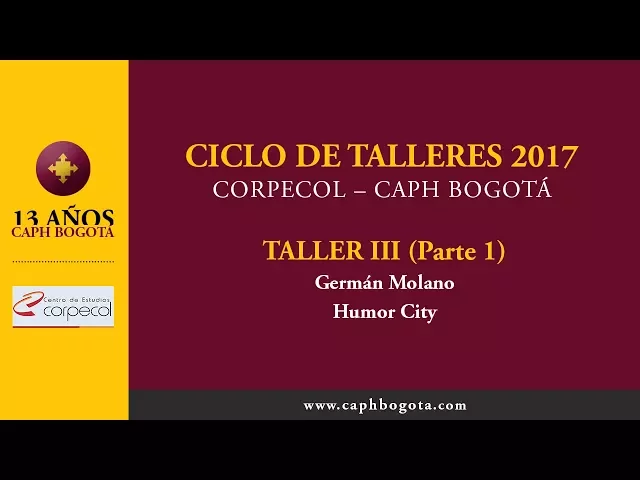 13 AÑOS
CAPH BOGOTÁ
Centro de Estudios
corpecol
CICLO DE TALLERES 2017
CORPECOL – CAPH BOGOTÁ
TALLER III (Parte 1)
Germán Molano
Humor City
www.caphbogota.com